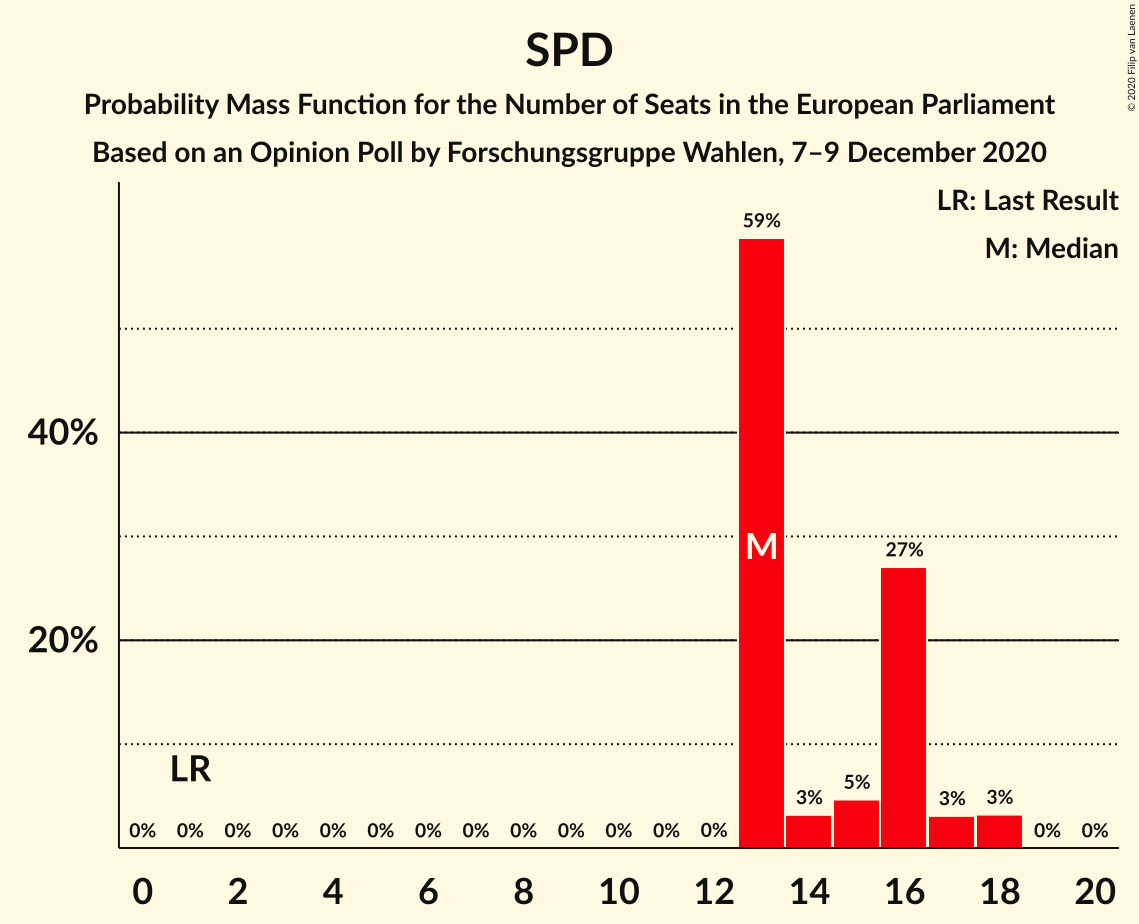 SPD
Probability Mass Function for the Number of Seats in the European Parliament
Based on an Opinion Poll by Forschungsgruppe Wahlen, 7–9 December 2020
© 2020 Filip van Laenen
LR: Last Result
M: Median
59%
40%
M
27%
20%
LR
5%
3%
3%
3%
0% 0% 0% 0% 0% 0% 0% 0% 0% 0% 0% 0% 0% 0% 0%
0 2 4 6 8 10 12 14 16 18 20